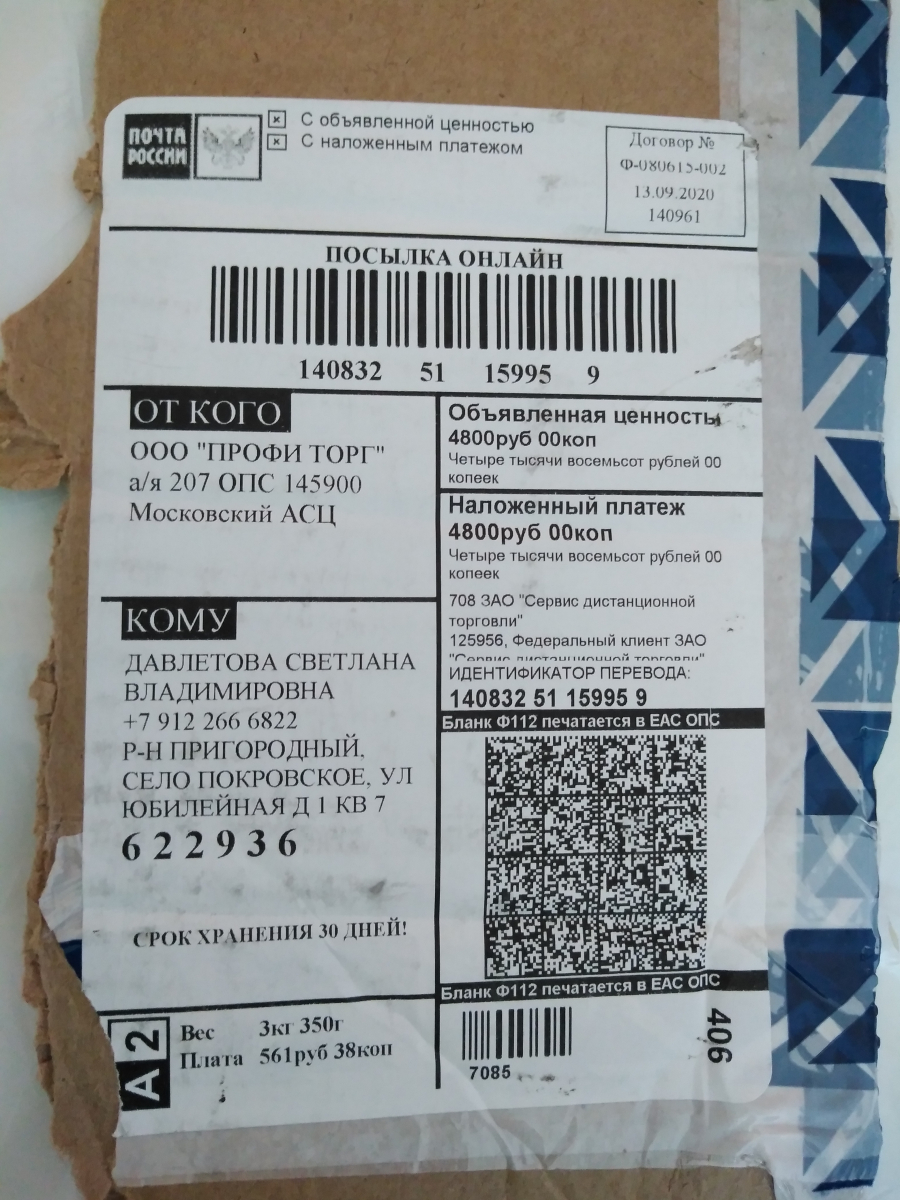 ПОЧТА
РОССИИ
С объявленной ценностью
С наложенным платежом
Договор №
Ф-080615-002
13.09.2020
140961
ПОСЫЛКА ОНЛАЙН
140832 51 15995 9
ОТ КОГО
ООО "ПРОФИ ТОРГ"
а/я 207 ОПС 145900
Московский АСЦ
Объявленная ценность
4800руб 00коп
Четыре тысячи восемьсот рублей 00
копеек
Наложенный платеж
4800руб 00коп
Четыре тысячи восемьсот рублей 00
копеек
708 ЗАО "Сервис дистанционной
торговли"
125956, Федеральный клиент ЗАО
"Сервис дистанционной торговли"
ИДЕНТИФИКАТОР ПЕРЕВОДА:
140832 51 15995 9
Бланк Ф112 печатается в ЕАС ОПС
КОМУ
ДАВЛЕТОВА СВЕТЛАНА
ВЛАДИМИРОВНА
+7 912 266 6822
Р-Н ПРИГОРОДНЫЙ,
СЕЛО ПОКРОВСКОЕ, УЛ
ЮБИЛЕЙНАЯ Д 1 КВ 7
622936
СРОК ХРАНЕНИЯ 30 ДНЕЙ!
Бланк Ф112 печатается в ЕАС ОПС
A2
Вес 3кг 350г
Плата 561руб 38коп
7085
406